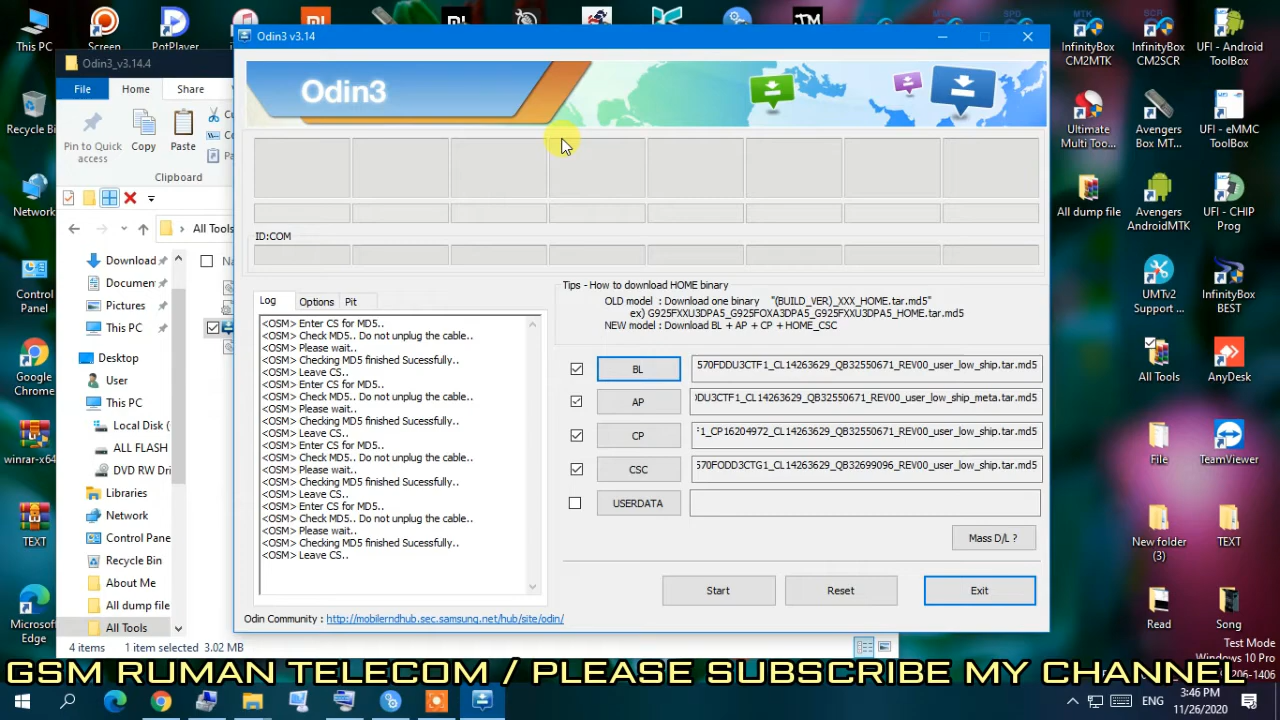 This PC
Screen
PotPlayer
InfinityBox
CM2MTK
InfinityBox
CM2SCR
UFI - Android
ToolBox
Odin3_v3.14.4
Odin3 v3.14
File
Home
Share
Odin3
Recycle Bi
Pin to Quick
access
Copy
Paste
Clipboard
Ultimate
Multi Too...
Avengers
Box MT...
UFI - eMMC
ToolBox
Network
All Tools
ID:COM
All dump file
Avengers
AndroidMTK
UFI - CHIP
Prog
Download
Documen
Pictures
This PC
Desktop
User
This PC
Local Disk (
ALL FLASH
DVD RW Dri
Libraries
Network
Control Pane
Recycle Bin
About Me
All dump file
All Tools
Control
Panel
Google
Chrome
winrar-x64
TEXT
Microsof
Edge
Log
Options
Pit
<OSM> Enter CS for MD5..
<OSM> Check MD5.. Do not unplug the cable..
<OSM> Please wait..
<OSM> Checking MD5 finished Sucessfully..
<OSM> Leave CS..
<OSM> Enter CS for MD5..
<OSM> Check MD5.. Do not unplug the cable..
<OSM> Please wait..
<OSM> Checking MD5 finished Sucessfully..
<OSM> Leave CS..
<OSM> Enter CS for MD5..
<OSM> Check MD5.. Do not unplug the cable..
<OSM> Please wait..
<OSM> Checking MD5 finished Sucessfully..
<OSM> Leave CS..
<OSM> Enter CS for MD5..
<OSM> Check MD5.. Do not unplug the cable..
<OSM> Please wait..
<OSM> Checking MD5 finished Sucessfully..
<OSM> Leave CS..
Tips - How to download HOME binary
OLD model : Download one binary "(BUILD_VER)_XXX_HOME.tar.md5"
ex) G925FXXU3DPA5_G925FOXA3DPA5_G925FXXU3DPA5_HOME.tar.md5
NEW model : Download BL + AP + CP + HOME_CSC
BL
570FDDU3CTF1_CL14263629_QB32550671_REV00_user_low_ship.tar.md5
AP
DU3CTF1_CL14263629_QB32550671_REV00_user_low_ship_meta.tar.md5
CP
1_CP16204972_CL14263629_QB32550671_REV00_user_low_ship.tar.md5
CSC
570FODD3CTG1_CL14263629_QB32699096_REV00_user_low_ship.tar.md5
USERDATA
Mass D/L ?
Start
Reset
Exit
Odin Community : http://mobilerndhub.sec.samsung.net/hub/site/odin/
UMTv2
Support ...
InfinityBox
BEST
All Tools
AnyDesk
File
TeamViewer
New folder
(3)
TEXT
Read
Song
4 items
1 item selected 3.02 MB
Test Mode
Windows 10 Pro
206-1406
GSM RUMAN TELECOM / PLEASE SUBSCRIBE MY CHANNEL
ENG
3:46 PM
11/26/2020